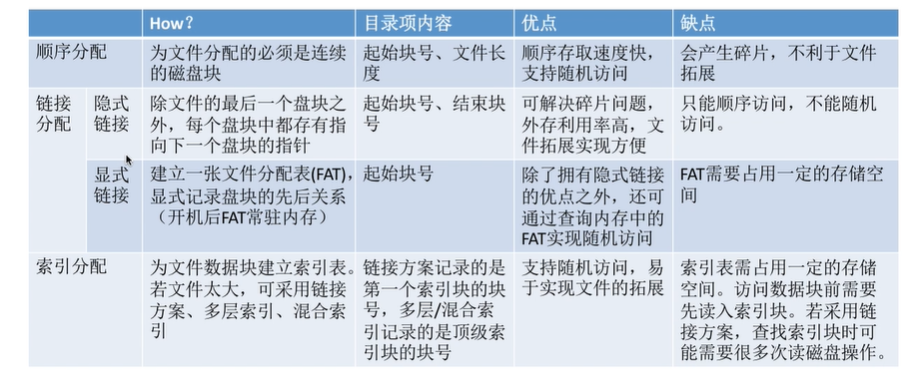 How？ 目录项内容 优点 缺点
顺序分配 为文件分配的必须是连续的磁盘块 起始块号、文件长度 顺序存取速度快，支持随机访问 会产生碎片，不利于文件拓展
链接分配 隐式链接 除文件的最后一个盘块之外，每个盘块中都存有指向下一个盘块的指针 起始块号、结束块号 可解决碎片问题，外存利用率高，文件拓展实现方便 只能顺序访问，不能随机访问。
显式链接 建立一张文件分配表(FAT)，显式记录盘块的先后关系（开机后FAT常驻内存） 起始块号 除了拥有隐式链接的优点之外，还可通过查询内存中的FAT实现随机访问 FAT需要占用一定的存储空间
索引分配 为文件数据块建立索引表。若文件太大，可采用链接方案、多层索引、混合索引 链接方案记录的是第一个索引块的块号，多层/混合索引记录的是顶级索引块的块号 支持随机访问，易于实现文件的拓展 索引表需占用一定的存储空间。访问数据块前需要先读入索引块。若采用链接方案，查找索引块时可能需要很多次读磁盘操作。